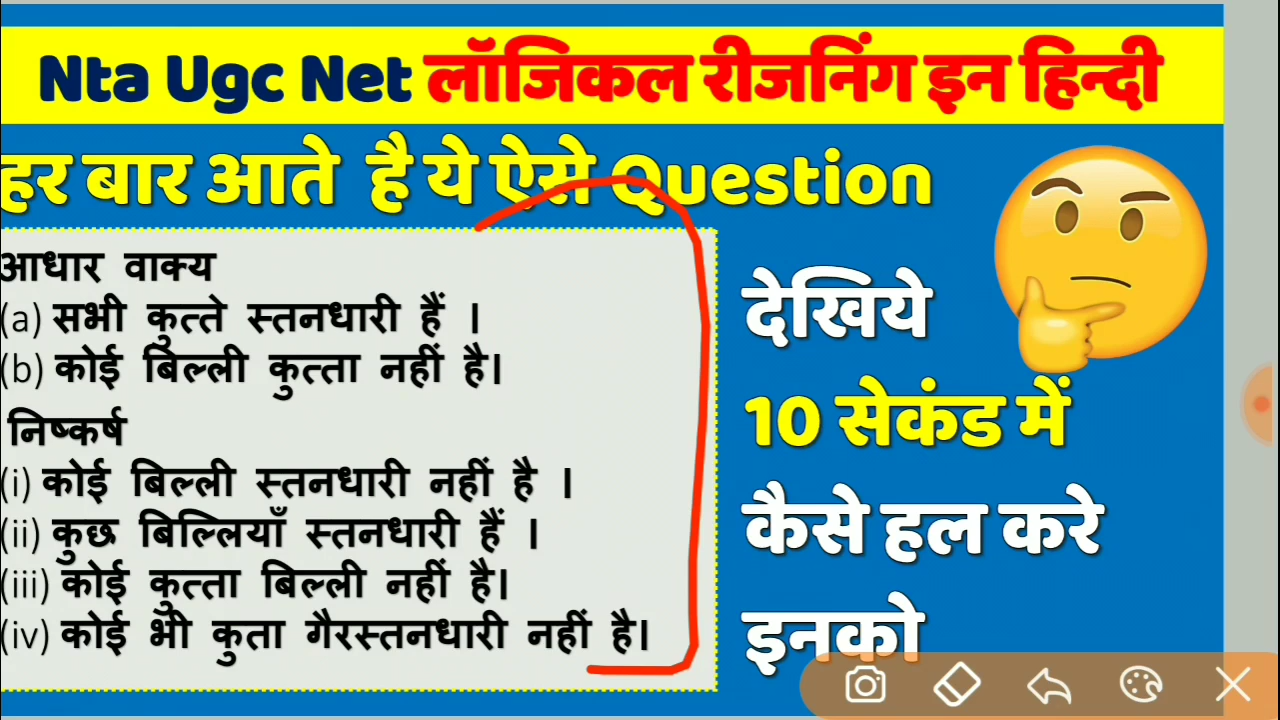 Nta Ugc Net लॉजिकल रीजनिंग इन हिन्दी
हर बार आते है ये ऐसे Question
आधार वाक्य
(a) सभी कुत्ते स्तनधारी हैं ।
(b) कोई बिल्ली कुत्ता नहीं है।
निष्कर्ष
(i) कोई बिल्ली स्तनधारी नहीं है ।
(ii) कुछ बिल्लियाँ स्तनधारी हैं ।
(iii) कोई कुत्ता बिल्ली नहीं है।
(iv) कोई भी कुता गैरस्तनधारी नहीं है।
देखिये
10 सेकंड में
कैसे हल करे
इनको